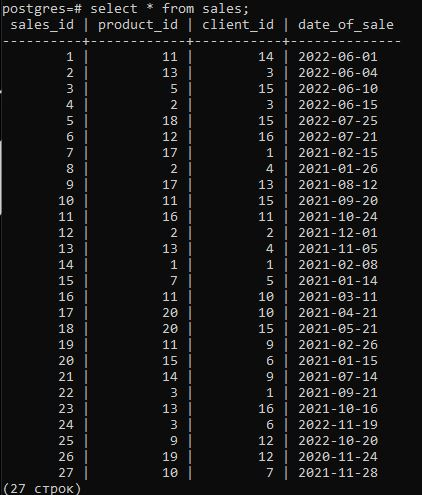 postgres=# select * from sales;
 sales_id | product_id | client_id | date_of_sale
----------+------------+-----------+--------------
        1 |         11 |        14 | 2022-06-01
        2 |         13 |         3 | 2022-06-04
        3 |          5 |        15 | 2022-06-10
        4 |          2 |         3 | 2022-06-15
        5 |         18 |        15 | 2022-07-25
        6 |         12 |        16 | 2022-07-21
        7 |         17 |         1 | 2021-02-15
        8 |          2 |         4 | 2021-01-26
        9 |         17 |        13 | 2021-08-12
       10 |         11 |        15 | 2021-09-20
       11 |         16 |        11 | 2021-10-24
       12 |          2 |         2 | 2021-12-01
       13 |         13 |         4 | 2021-11-05
       14 |          1 |         1 | 2021-02-08
       15 |          7 |         5 | 2021-01-14
       16 |         11 |        10 | 2021-03-11
       17 |         20 |        10 | 2021-04-21
       18 |         20 |        15 | 2021-05-21
       19 |         11 |         9 | 2021-02-26
       20 |         15 |         6 | 2021-01-15
       21 |         14 |         9 | 2021-07-14
       22 |          3 |         1 | 2021-09-21
       23 |         13 |        16 | 2021-10-16
       24 |          3 |         6 | 2022-11-19
       25 |          9 |        12 | 2022-10-20
       26 |         19 |        12 | 2020-11-24
       27 |         10 |         7 | 2021-11-28
(27 строк)